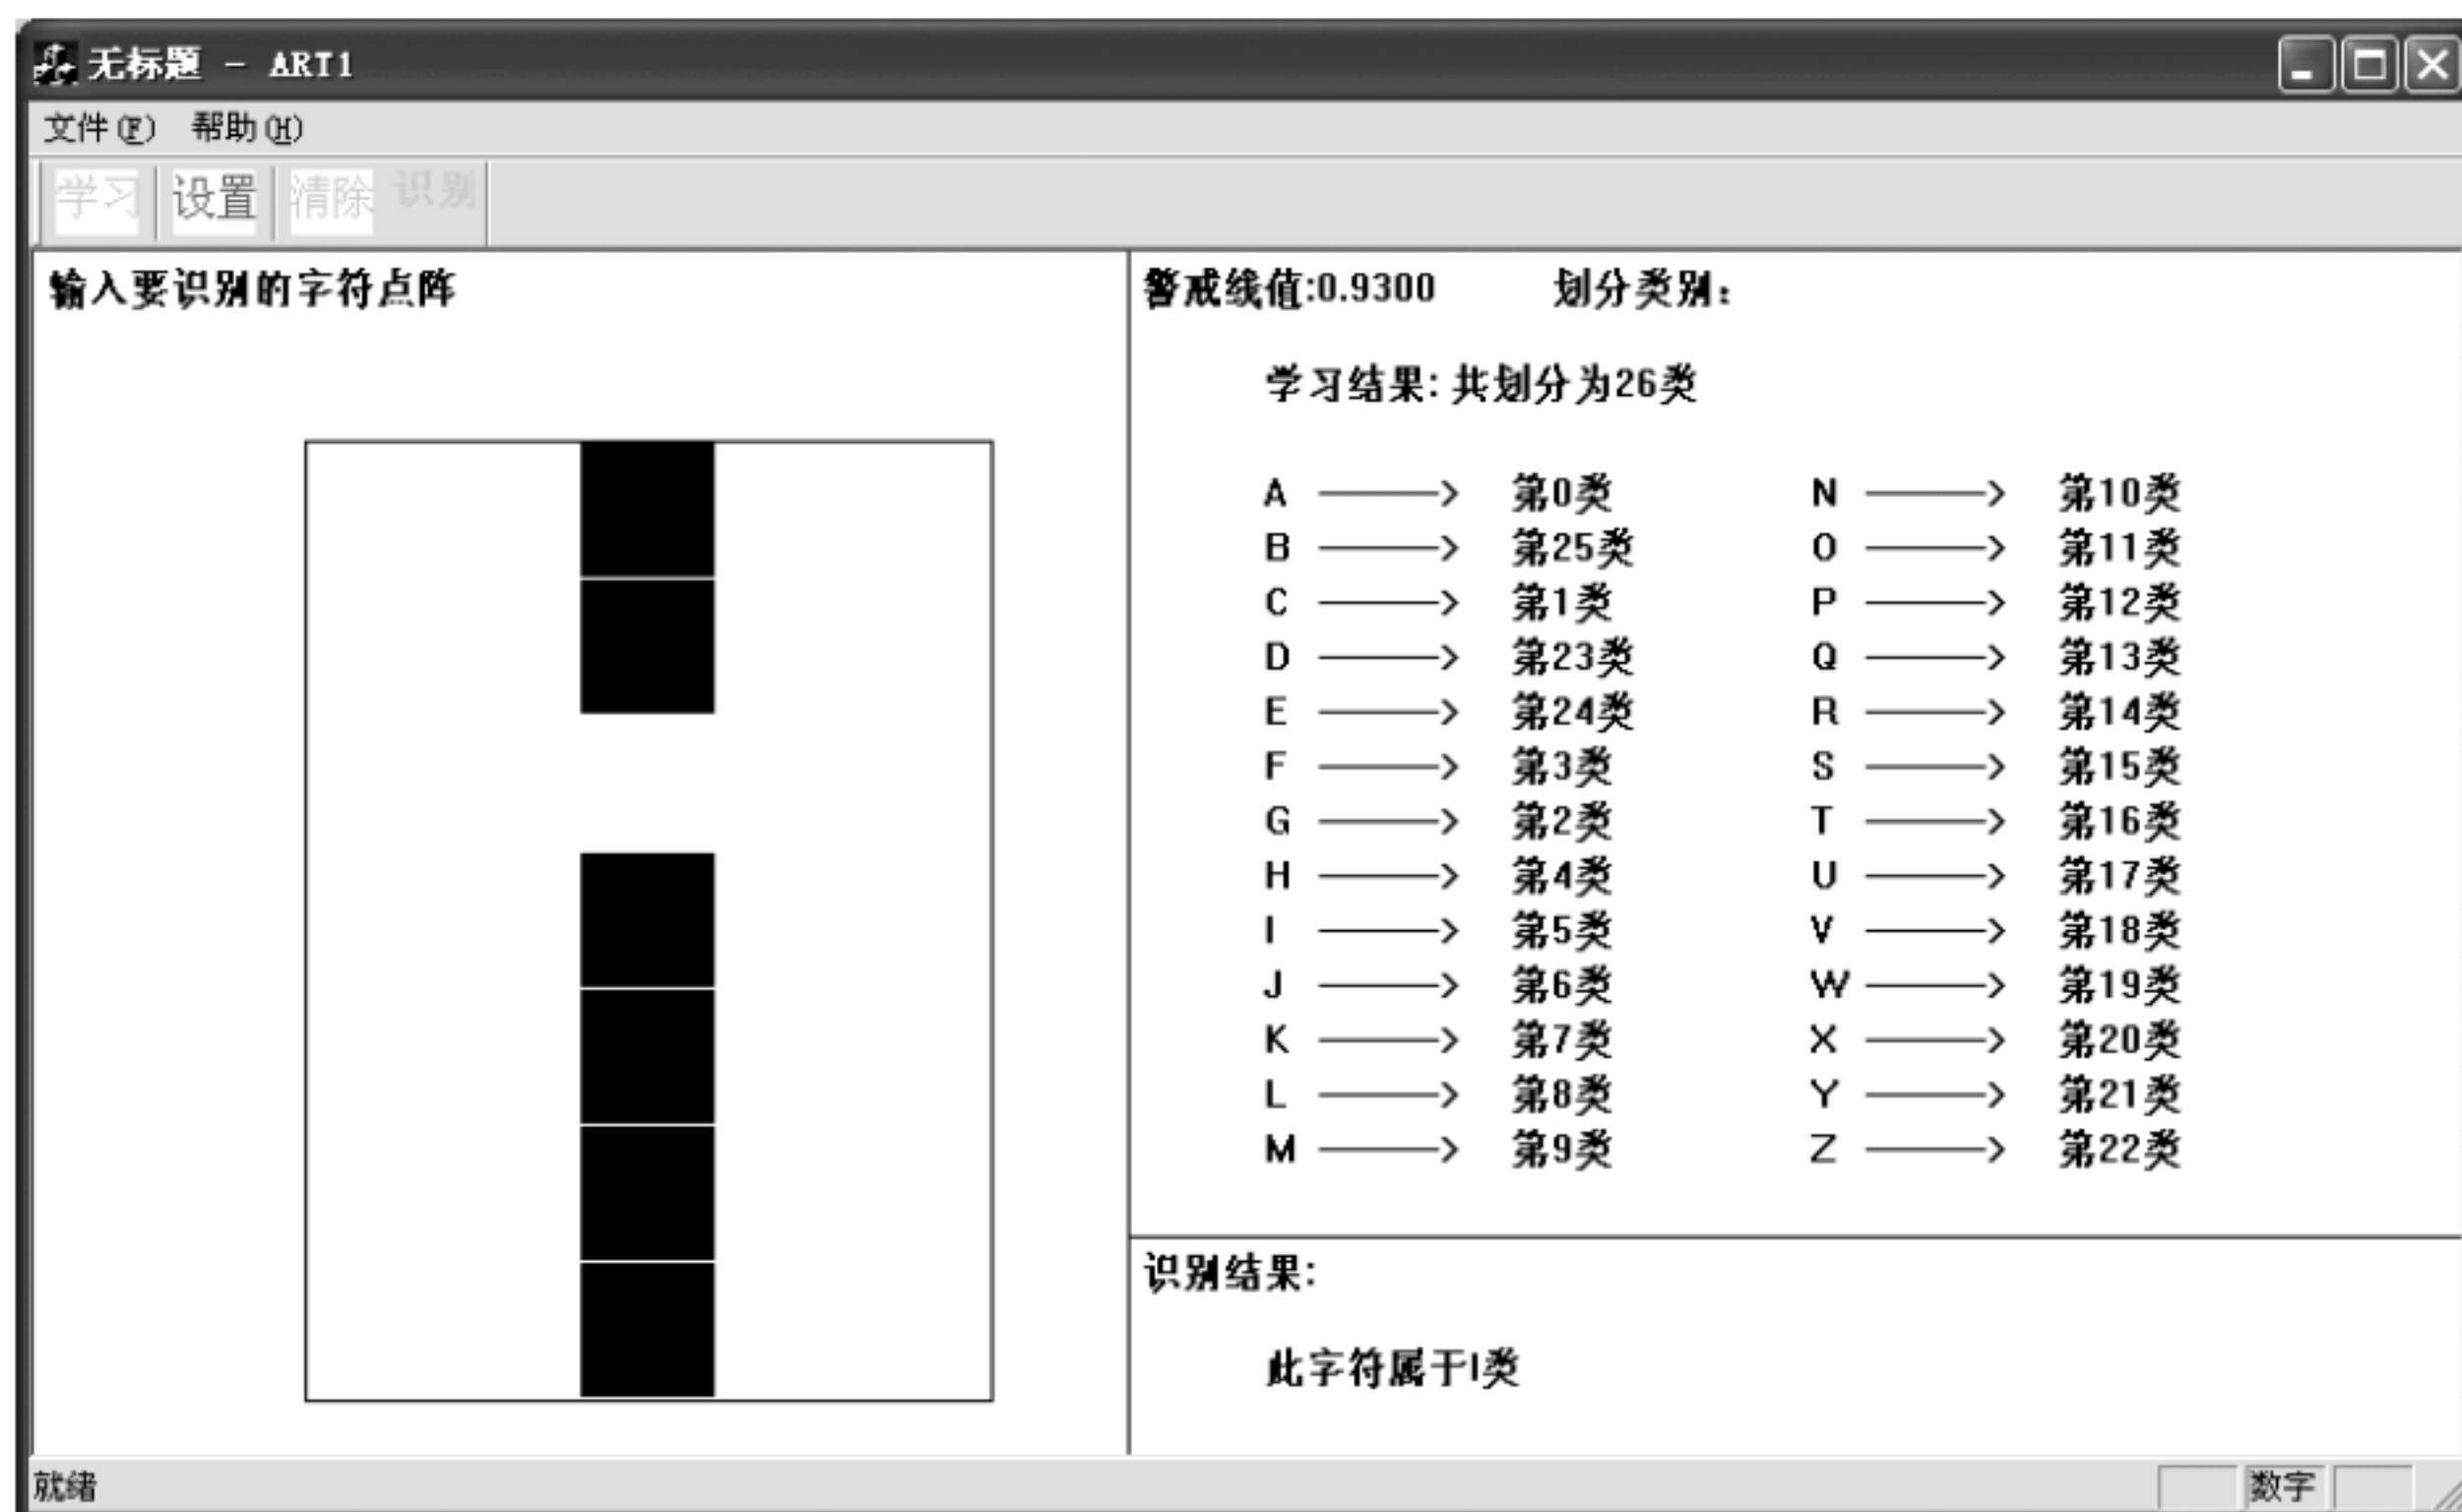 无标题 - ART1
文件(F) 帮助(H)
学习 设置 清除 识别
输入要识别的字符点阵
警戒线值:0.9300 划分类别:
学习结果: 共划分为26类
A ——> 第0类 N ——> 第10类
B ——> 第25类 O ——> 第11类
C ——> 第1类 P ——> 第12类
D ——> 第23类 Q ——> 第13类
E ——> 第24类 R ——> 第14类
F ——> 第3类 S ——> 第15类
G ——> 第2类 T ——> 第16类
H ——> 第4类 U ——> 第17类
I ——> 第5类 V ——> 第18类
J ——> 第6类 W ——> 第19类
K ——> 第7类 X ——> 第20类
L ——> 第8类 Y ——> 第21类
M ——> 第9类 Z ——> 第22类
识别结果:
此字符属于I类
就绪 数字